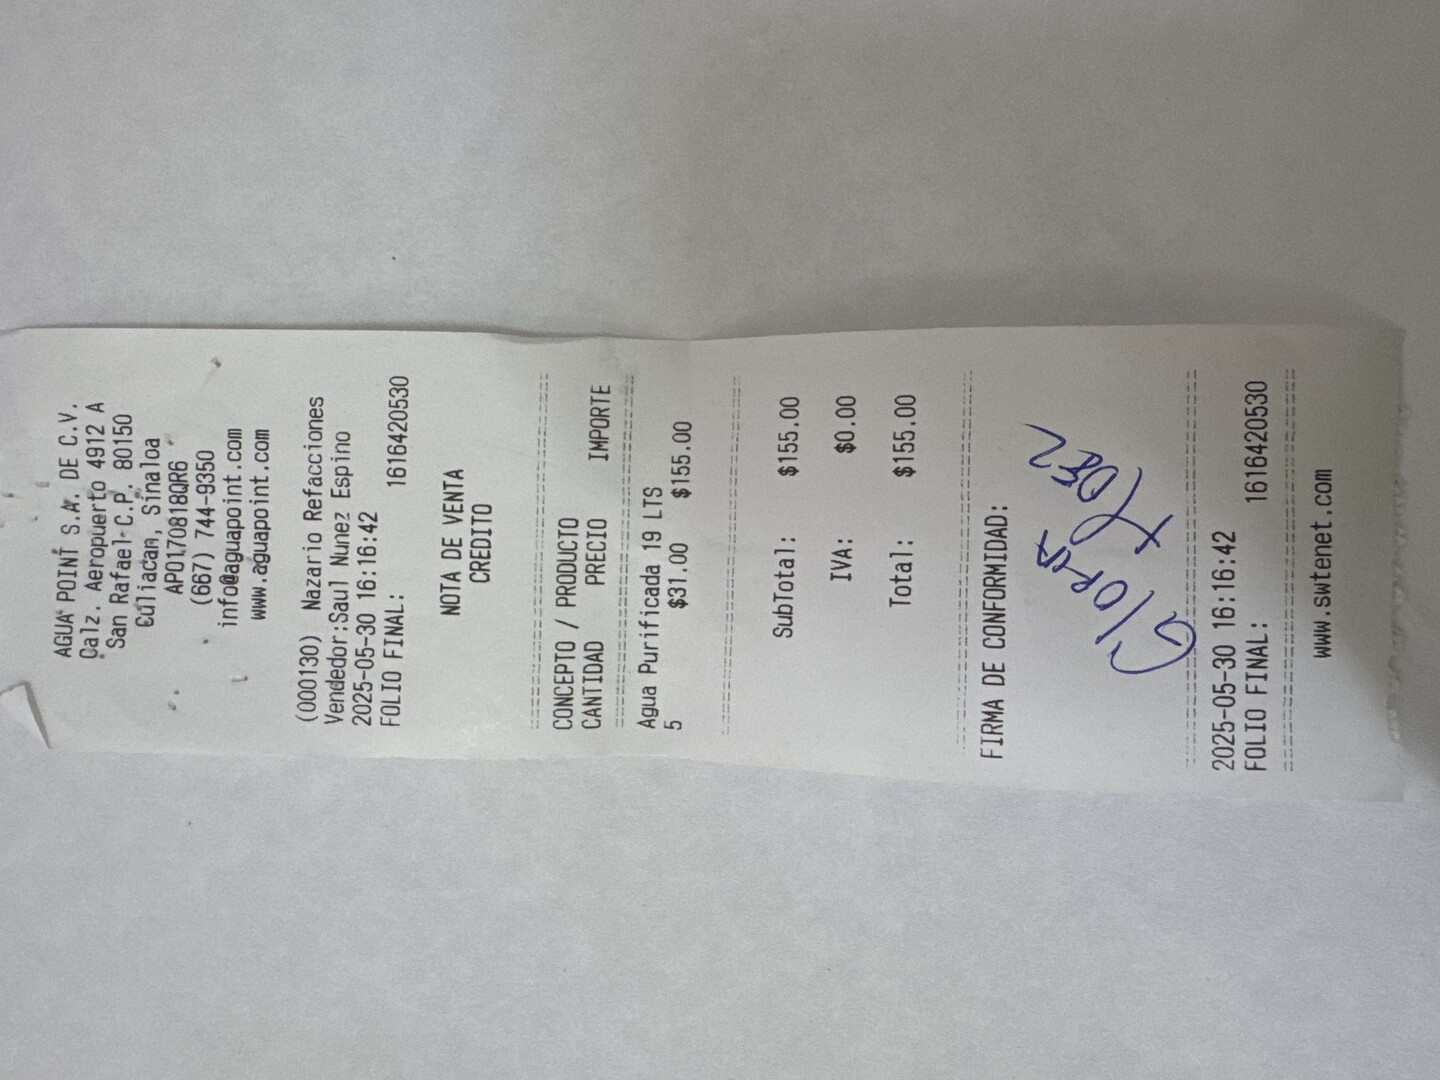 AGUA POINT S.A. DE C.V.
Calz. Aeropuerto 4912 A
San Rafael C.P. 80150
Culiacan, Sinaloa
APO170818QR6
(667) 744-9350
info@aguapoint.com
www.aguapoint.com
(000130) Nazario Refacciones
Vendedor:Saul Nunez Espino
2025-05-30 16:16:42
FOLIO FINAL: 1616420530
NOTA DE VENTA
CREDITO
CONCEPTO / PRODUCTO
CANTIDAD PRECIO IMPORTE
Agua Purificada 19 LTS
5 $31.00 $155.00
SubTotal: $155.00
IVA: $0.00
Total: $155.00
FIRMA DE CONFORMIDAD:
Gloria
2025-05-30 16:16:42
FOLIO FINAL: 1616420530
www.swtenet.com